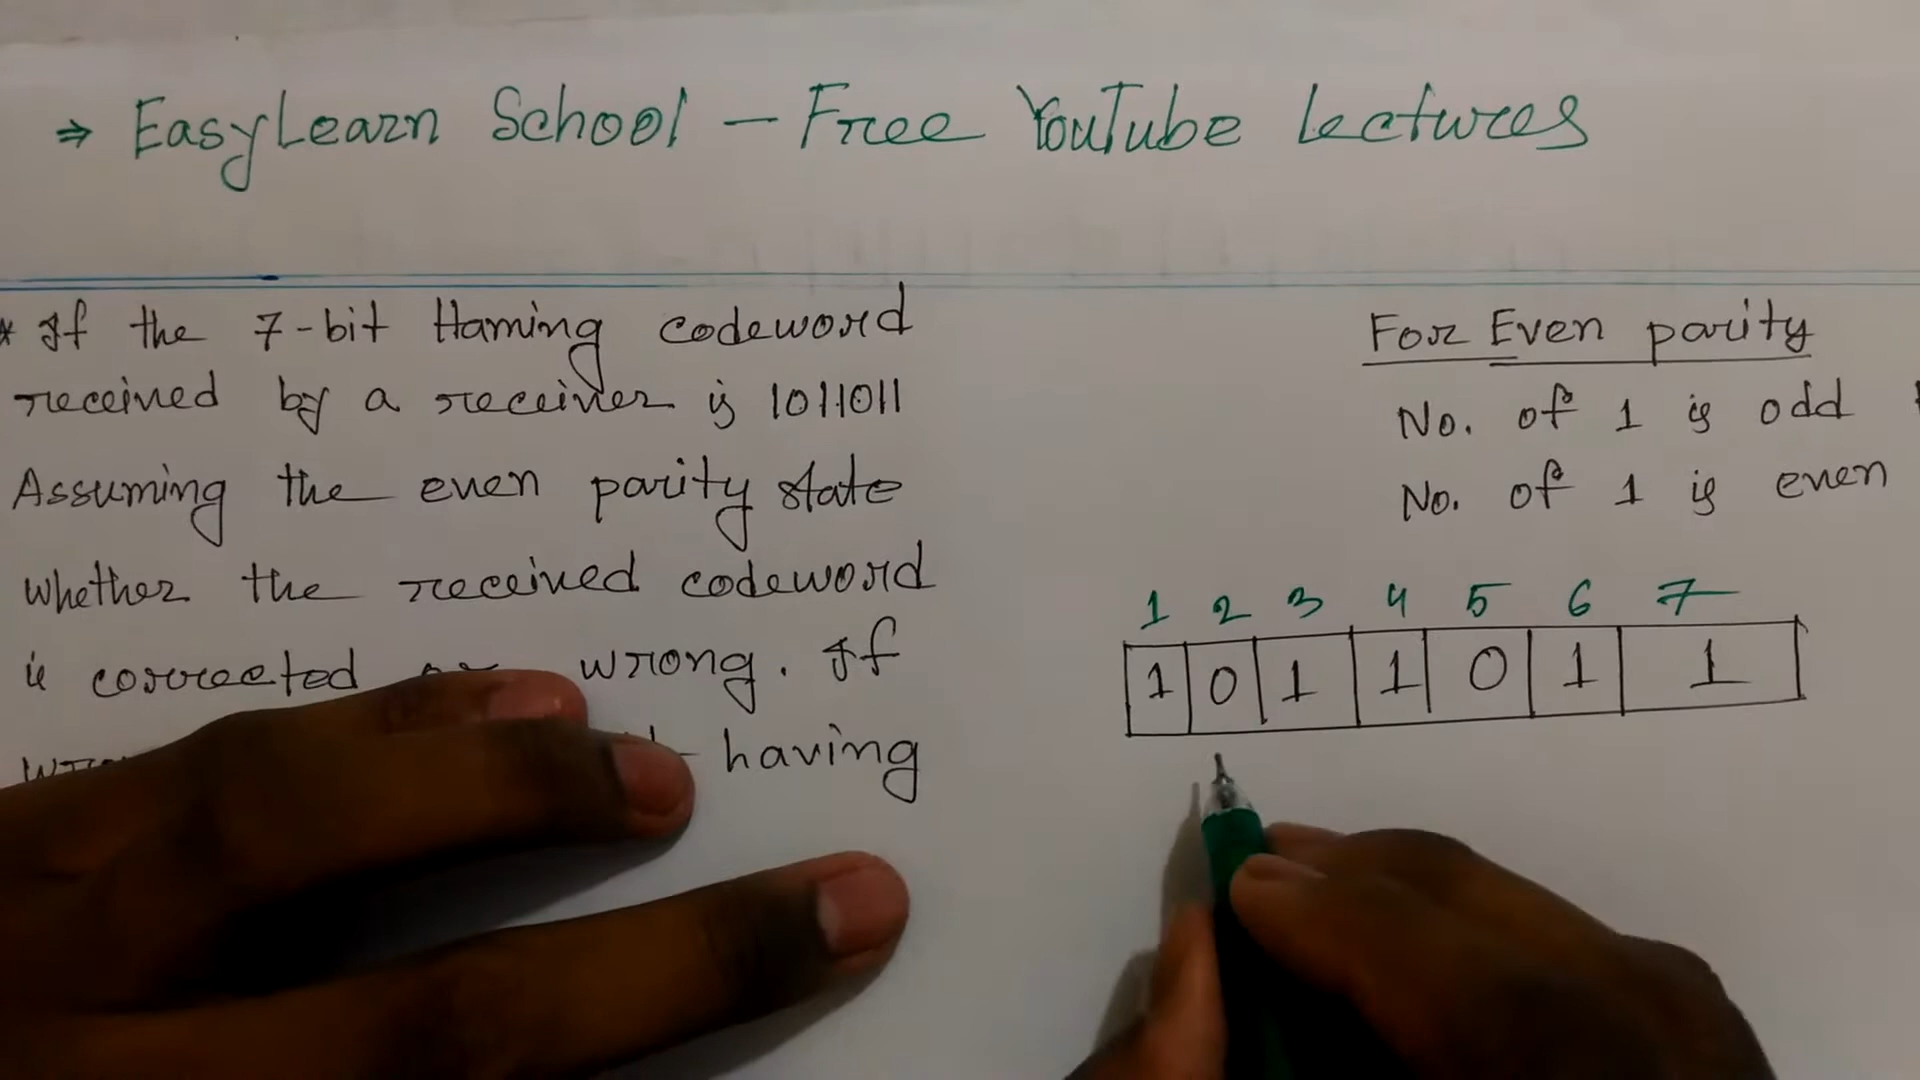 ⇒ EasyLearn School – Free YouTube Lectures
* If the 7-bit Haming codeword
received by a receiver is 1011011
Assuming the even parity state
whether the received codeword
is corrected wrong. If
having
For Even parity
No. of 1 is odd
No. of 1 is even
1 2 3 4 5 6 7
1 0 1 1 0 1 1